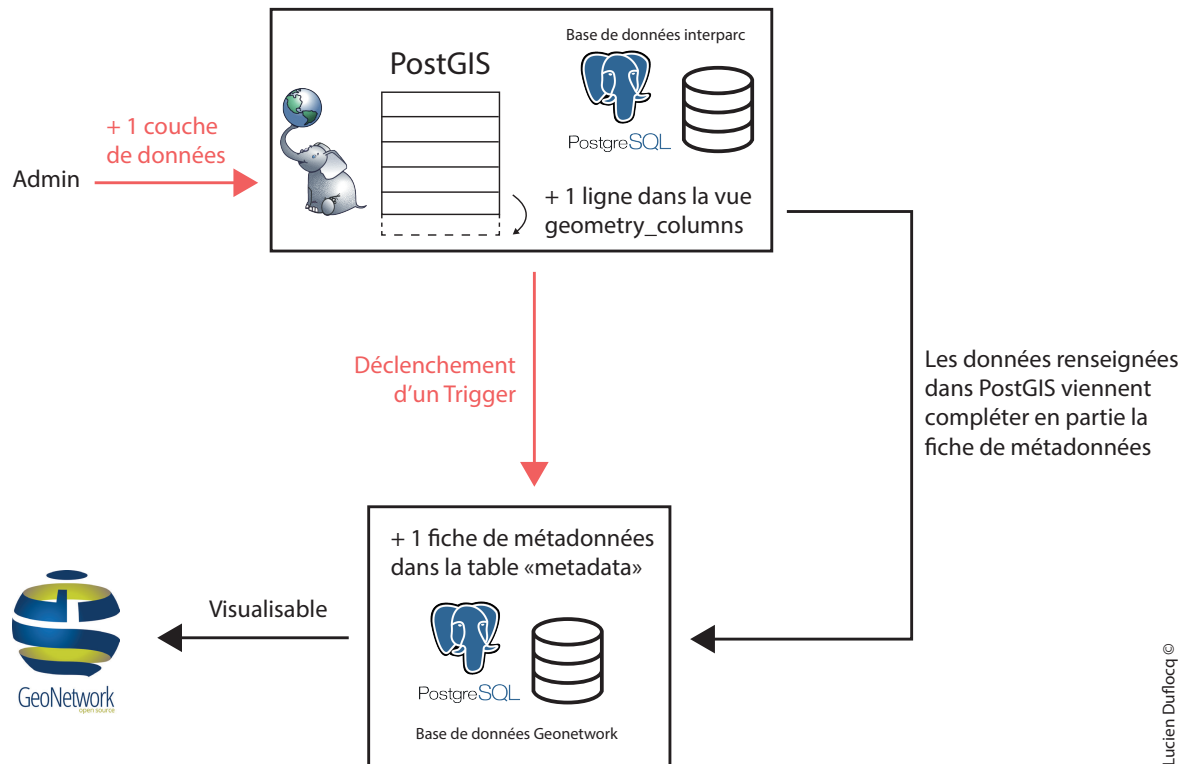 Base de données interparc
PostGIS
PostgreSQL
+ 1 couche
de données
Admin
+ 1 ligne dans la vue
geometry_columns
Déclenchement
d'un Trigger
Les données renseignées
dans PostGIS viennent
compléter en partie la
fiche de métadonnées
+ 1 fiche de métadonnées
dans la table «metadata»
PostgreSQL
Base de données Geonetwork
Visualisable
GeoNetwork
open source
Lucien Duflocq ©